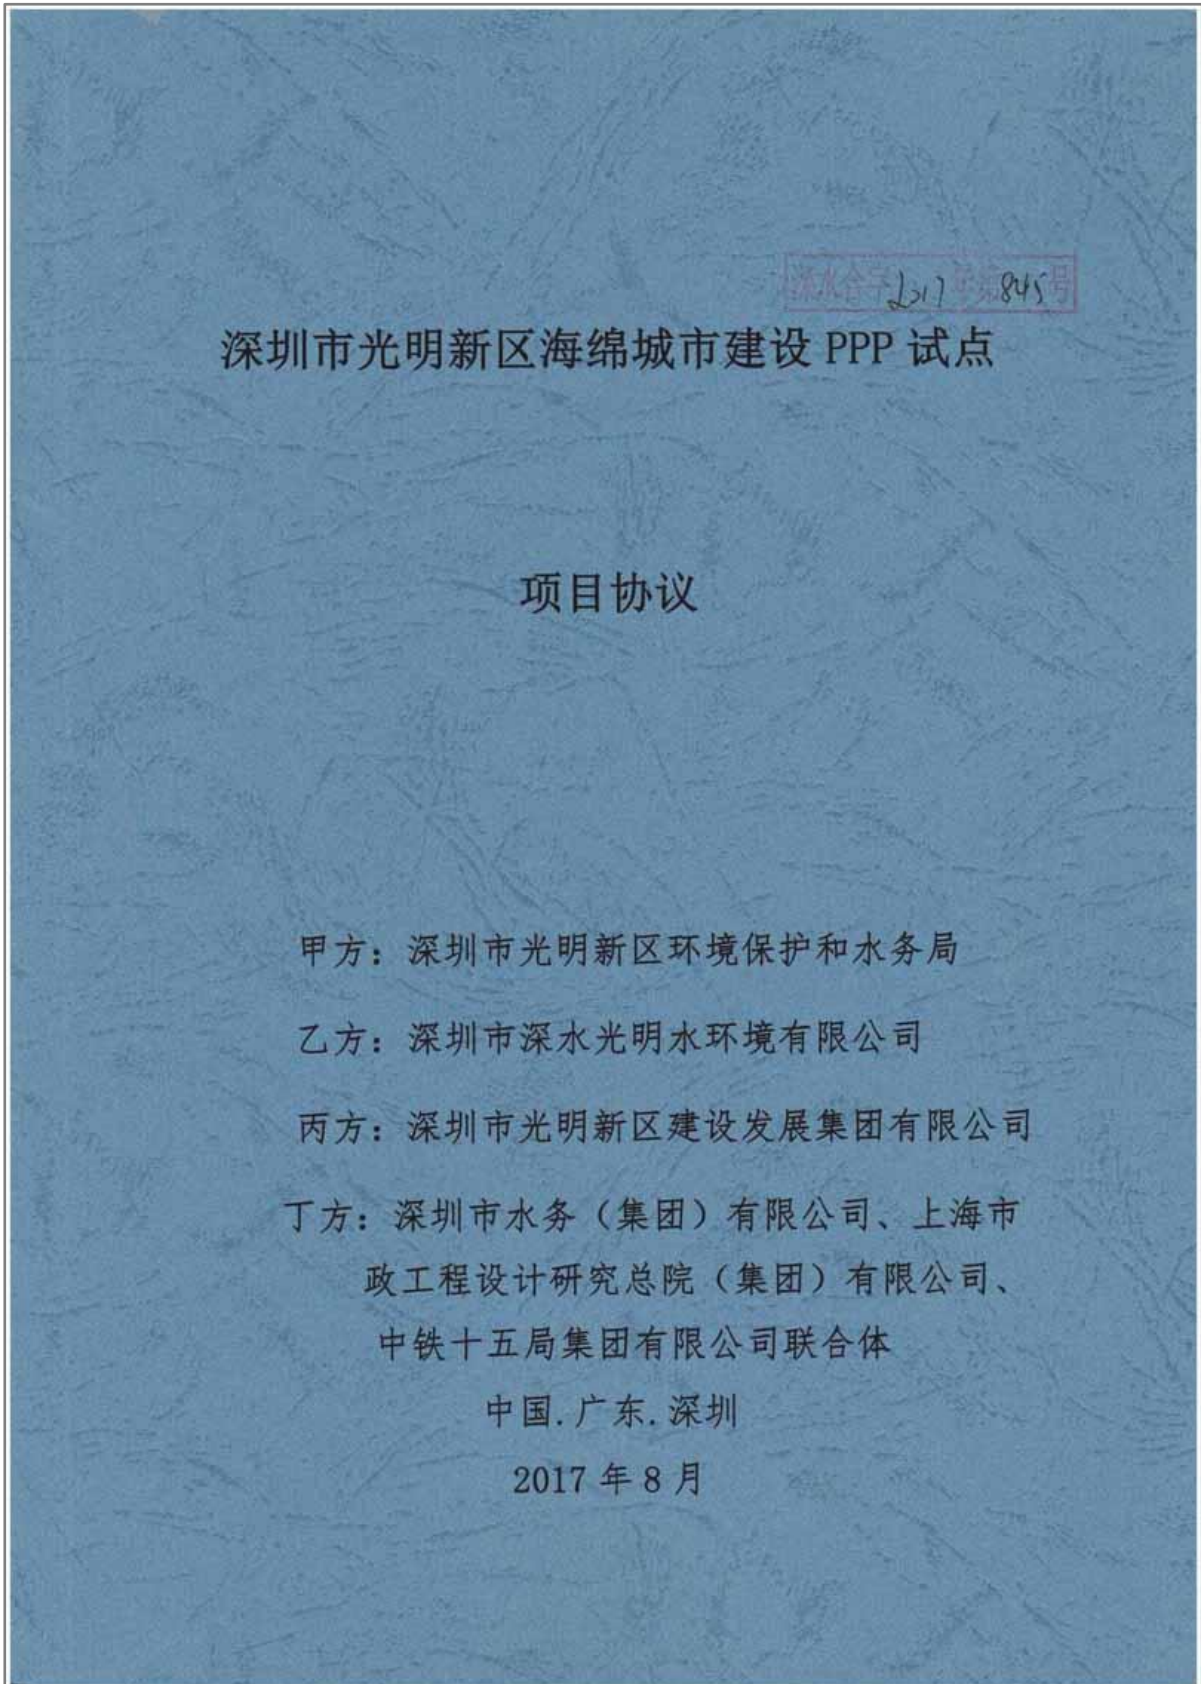 深水合字2017年第845号
深圳市光明新区海绵城市建设 PPP 试点
项目协议
甲方：深圳市光明新区环境保护和水务局
乙方：深圳市深水光明水环境有限公司
丙方：深圳市光明新区建设发展集团有限公司
丁方：深圳市水务（集团）有限公司、上海市
政工程设计研究总院（集团）有限公司、
中铁十五局集团有限公司联合体
中国.广东.深圳
2017 年 8 月